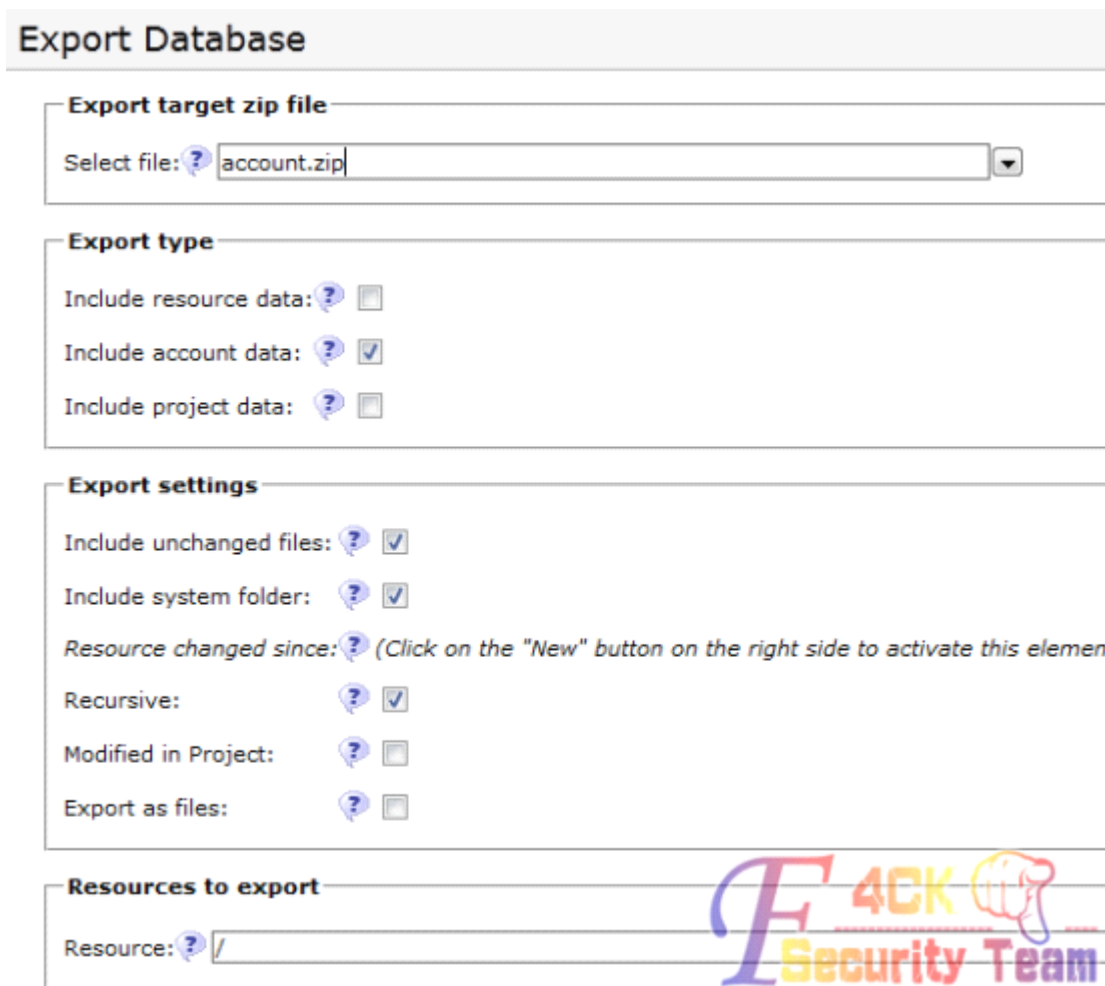 Export Database
Export target zip file
Select file: ? account.zip
Export type
Include resource data: ?
Include account data: ?
Include project data: ?
Export settings
Include unchanged files: ?
Include system folder: ?
Resource changed since: ? (Click on the "New" button on the right side to activate this elemen
Recursive: ?
Modified in Project: ?
Export as files: ?
Resources to export
Resource: ? /
F4CK
Security Team